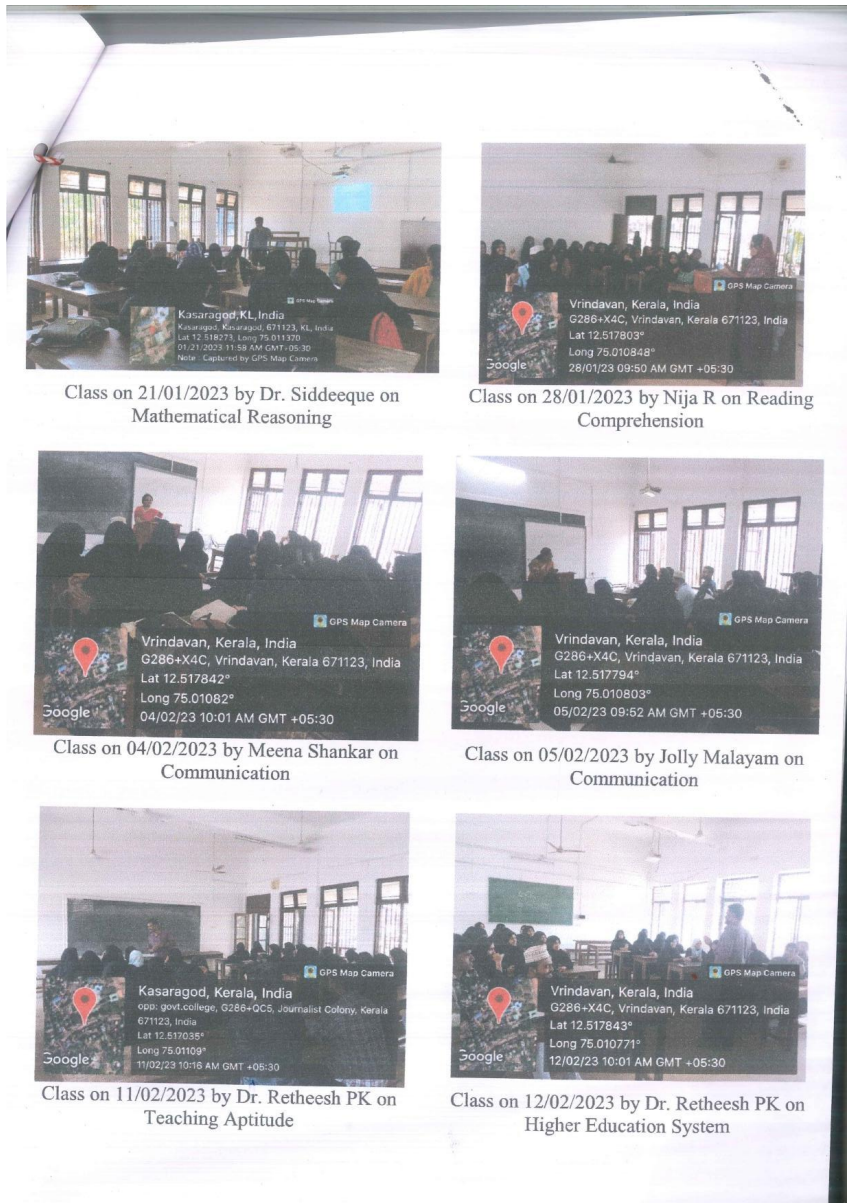 GPS Map Camera
Kasaragod,KL,India
Kasaragod, Kasaragod, 671123, KL, India
Lat 12.518273, Long 75.011370
01/21/2023 11:58 AM GMT+05:30
Note : Captured by GPS Map Camera
Class on 21/01/2023 by Dr. Siddeeque on
Mathematical Reasoning
GPS Map Camera
Vrindavan, Kerala, India
G286+X4C, Vrindavan, Kerala 671123, India
Lat 12.517803°
Long 75.010848°
28/01/23 09:50 AM GMT +05:30
Google
Class on 28/01/2023 by Nija R on Reading
Comprehension
GPS Map Camera
Vrindavan, Kerala, India
G286+X4C, Vrindavan, Kerala 671123, India
Lat 12.517842°
Long 75.01082°
04/02/23 10:01 AM GMT +05:30
Google
Class on 04/02/2023 by Meena Shankar on
Communication
GPS Map Camera
Vrindavan, Kerala, India
G286+X4C, Vrindavan, Kerala 671123, India
Lat 12.517794°
Long 75.010803°
05/02/23 09:52 AM GMT +05:30
Google
Class on 05/02/2023 by Jolly Malayam on
Communication
GPS Map Camera
Kasaragod, Kerala, India
opp: govt.college, G286+QC5, Journalist Colony, Kerala
671123, India
Lat 12.517035°
Long 75.01109°
11/02/23 10:16 AM GMT +05:30
Google
Class on 11/02/2023 by Dr. Retheesh PK on
Teaching Aptitude
GPS Map Camera
Vrindavan, Kerala, India
G286+X4C, Vrindavan, Kerala 671123, India
Lat 12.517843°
Long 75.010771°
12/02/23 10:01 AM GMT +05:30
Google
Class on 12/02/2023 by Dr. Retheesh PK on
Higher Education System